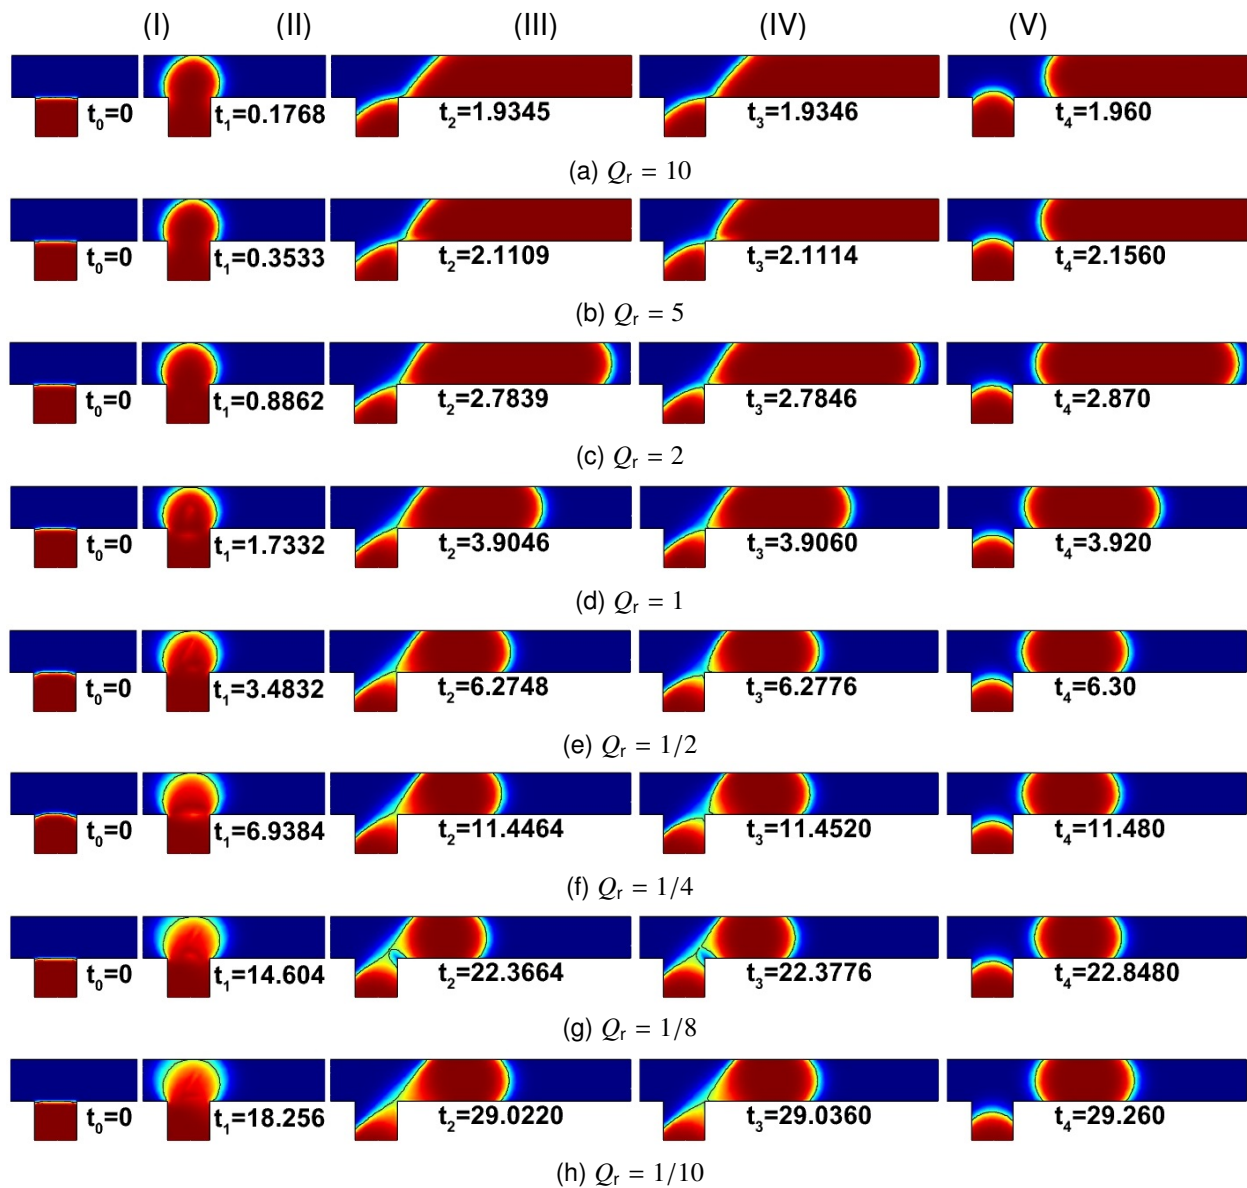 (I) (II) (III) (IV) (V)
t0=0 t1=0.1768 t2=1.9345 t3=1.9346 t4=1.960
(a) Qr = 10
t0=0 t1=0.3533 t2=2.1109 t3=2.1114 t4=2.1560
(b) Qr = 5
t0=0 t1=0.8862 t2=2.7839 t3=2.7846 t4=2.870
(c) Qr = 2
t0=0 t1=1.7332 t2=3.9046 t3=3.9060 t4=3.920
(d) Qr = 1
t0=0 t1=3.4832 t2=6.2748 t3=6.2776 t4=6.30
(e) Qr = 1/2
t0=0 t1=6.9384 t2=11.4464 t3=11.4520 t4=11.480
(f) Qr = 1/4
t0=0 t1=14.604 t2=22.3664 t3=22.3776 t4=22.8480
(g) Qr = 1/8
t0=0 t1=18.256 t2=29.0220 t3=29.0360 t4=29.260
(h) Qr = 1/10